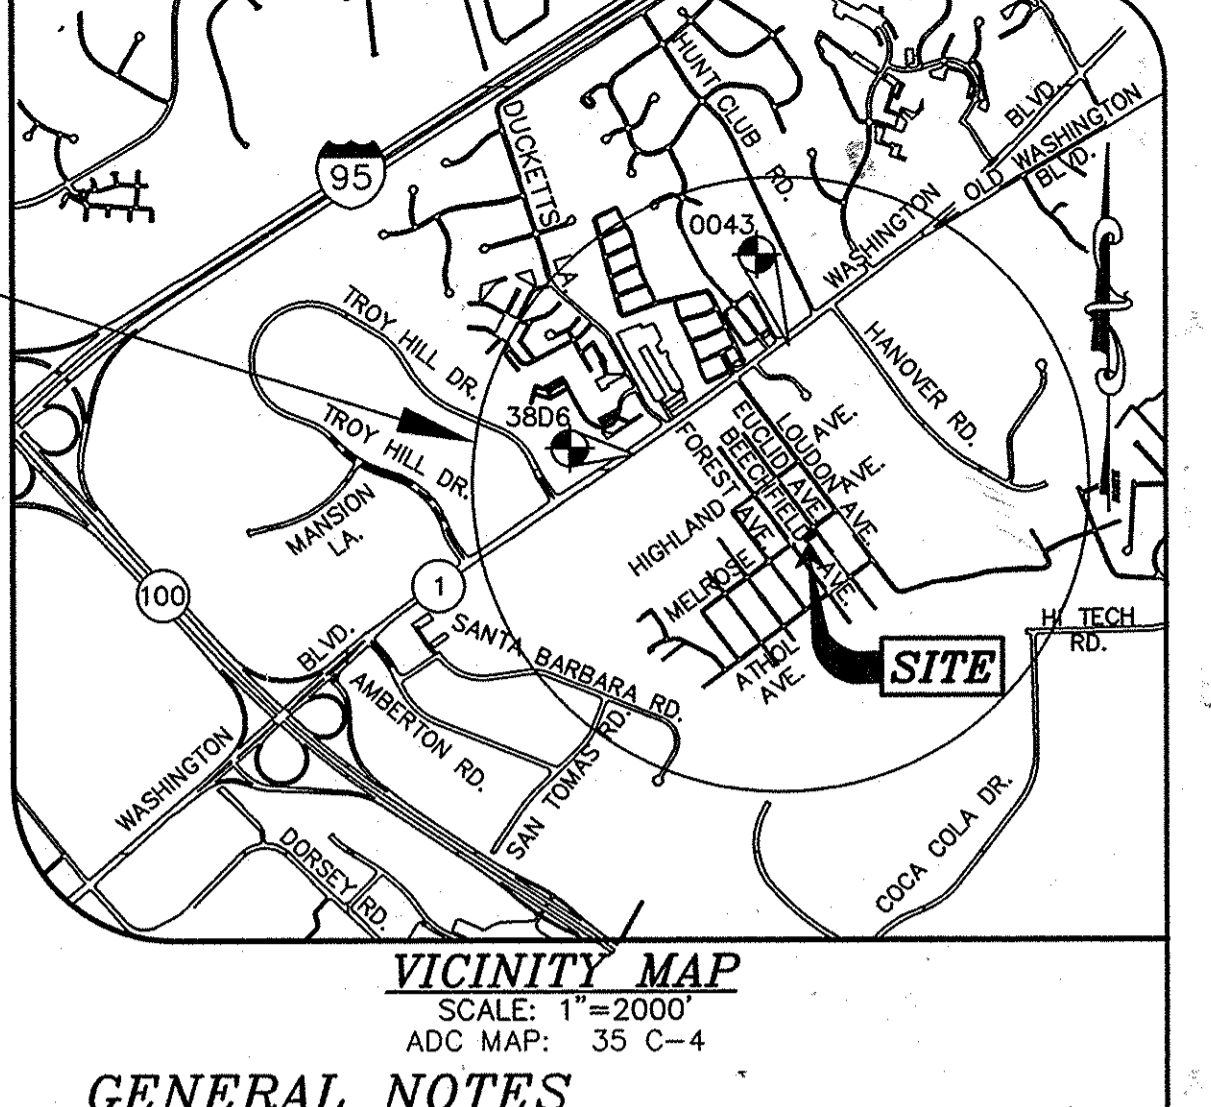 HUNT CLUB RD.
BLVD.
OLD WASHINGTON
BLVD.
DUCKETTS LA
95
0043
WASHINGTON
TROY HILL DR.
HANOVER RD.
38D6
TROY HILL DR.
LOUDON AVE.
EUCLID AVE.
BEECHFIELD AVE.
FOREST AVE.
AVE.
AVE.
HIGHLAND
MANSION
LA.
MELROSE
100
1
SANTA BARBARA RD.
HI TECH
RD.
SITE
ATHOL
AVE.
BLVD.
AMBERTON RD.
WASHINGTON
SAN TOMAS RD.
COCA COLA DR.
DORSEY RD.
VICINITY MAP
SCALE: 1"=2000'
ADC MAP: 35 C-4
GENERAL NOTES